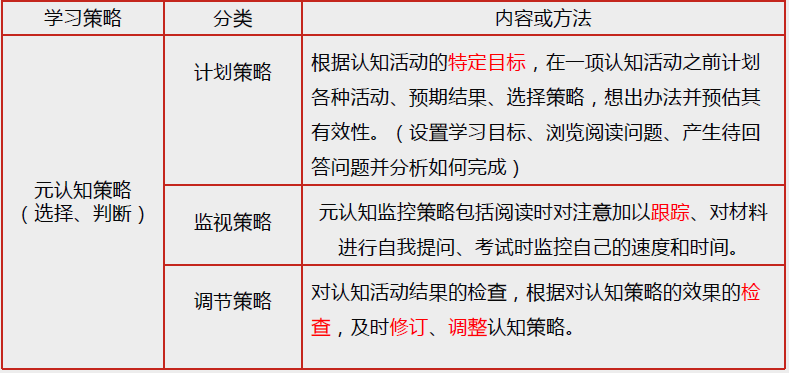 学习策略 分类 内容或方法
元认知策略
（选择、判断）
计划策略
根据认知活动的特定目标，在一项认知活动之前计划
各种活动、预期结果、选择策略，想出办法并预估其
有效性。（设置学习目标、浏览阅读问题、产生待回
答问题并分析如何完成）
监视策略
元认知监控策略包括阅读时对注意加以跟踪、对材料
进行自我提问、考试时监控自己的速度和时间。
调节策略
对认知活动结果的检查，根据对认知策略的效果的检
查，及时修订、调整认知策略。